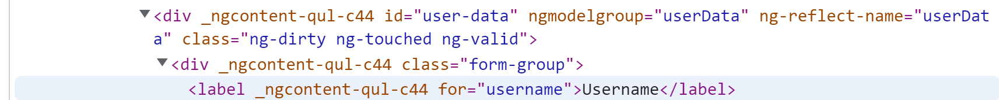 <div _ngcontent-qul-c44 id="user-data" ngmodelgroup="userData" ng-reflect-name="userDat
a" class="ng-dirty ng-touched ng-valid">
<div _ngcontent-qul-c44 class="form-group">
<label _ngcontent-qul-c44 for="username">Username</label>